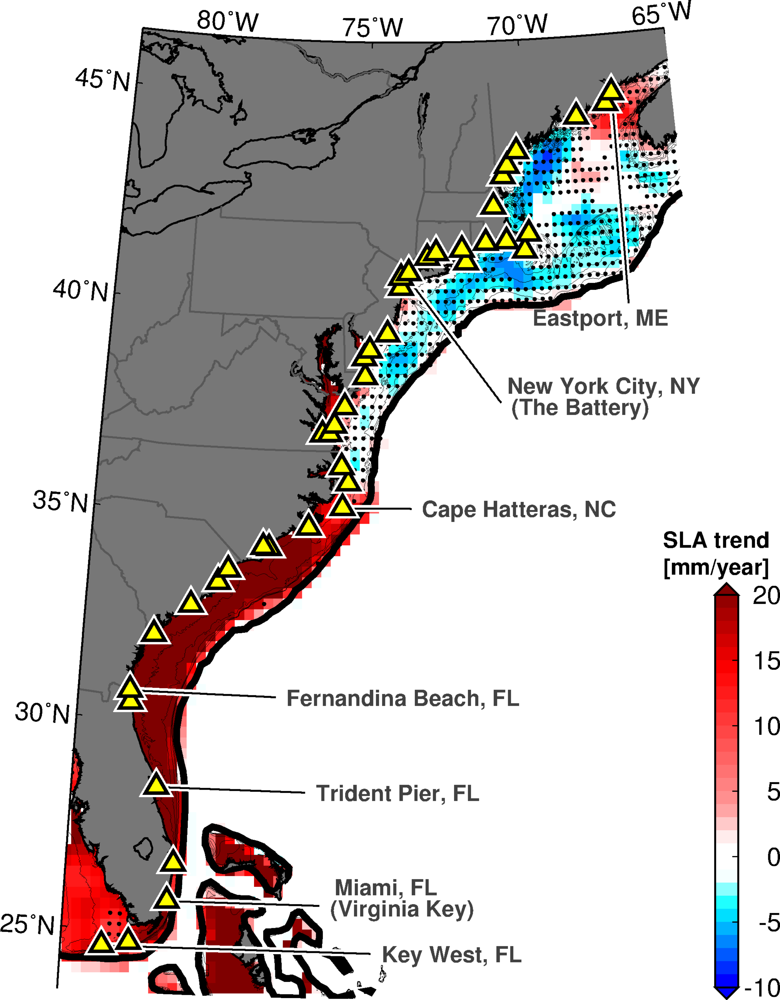 80°W
75°W
70°W
65°W
45°N
40°N
35°N
30°N
25°N
Eastport, ME
New York City, NY
(The Battery)
Cape Hatteras, NC
Fernandina Beach, FL
Trident Pier, FL
Miami, FL
(Virginia Key)
Key West, FL
SLA trend
[mm/year]
20
15
10
5
0
-5
-10